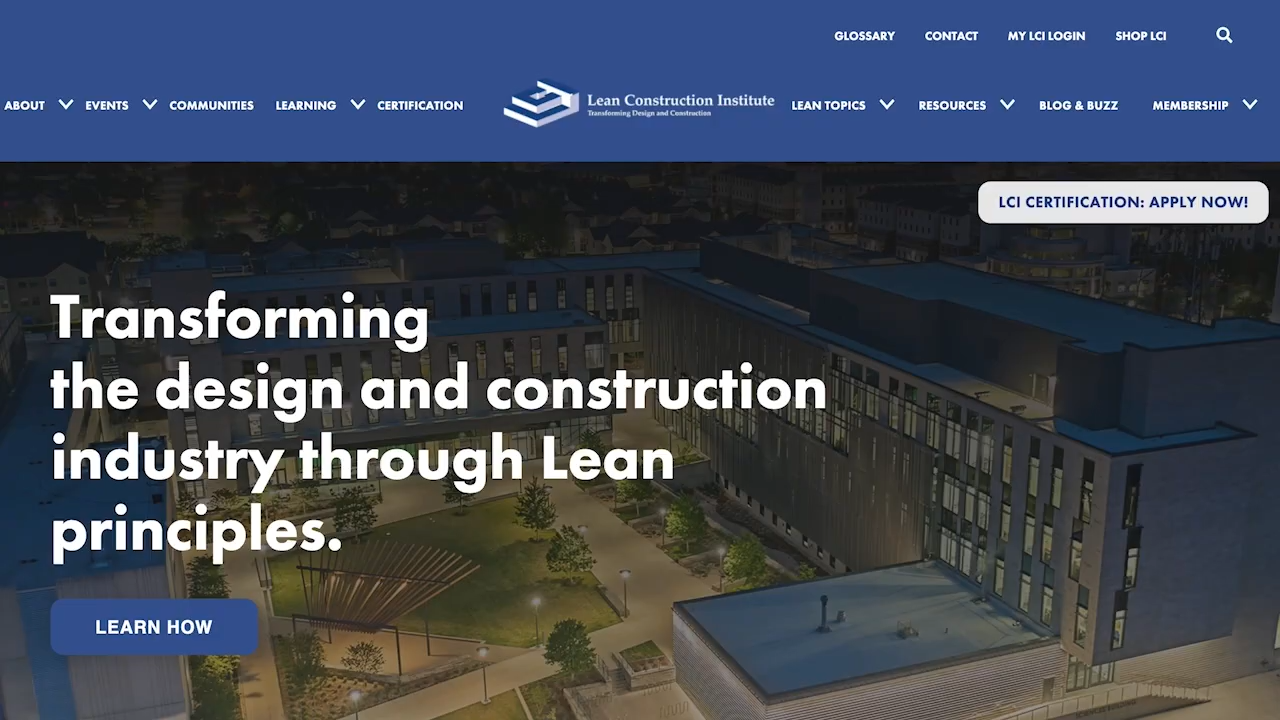 GLOSSARY CONTACT MY LCI LOGIN SHOP LCI
ABOUT EVENTS COMMUNITIES LEARNING CERTIFICATION
Lean Construction Institute
Transforming Design and Construction
LEAN TOPICS RESOURCES BLOG & BUZZ MEMBERSHIP
LCI CERTIFICATION: APPLY NOW!
Transforming
the design and construction
industry through Lean
principles.
LEARN HOW